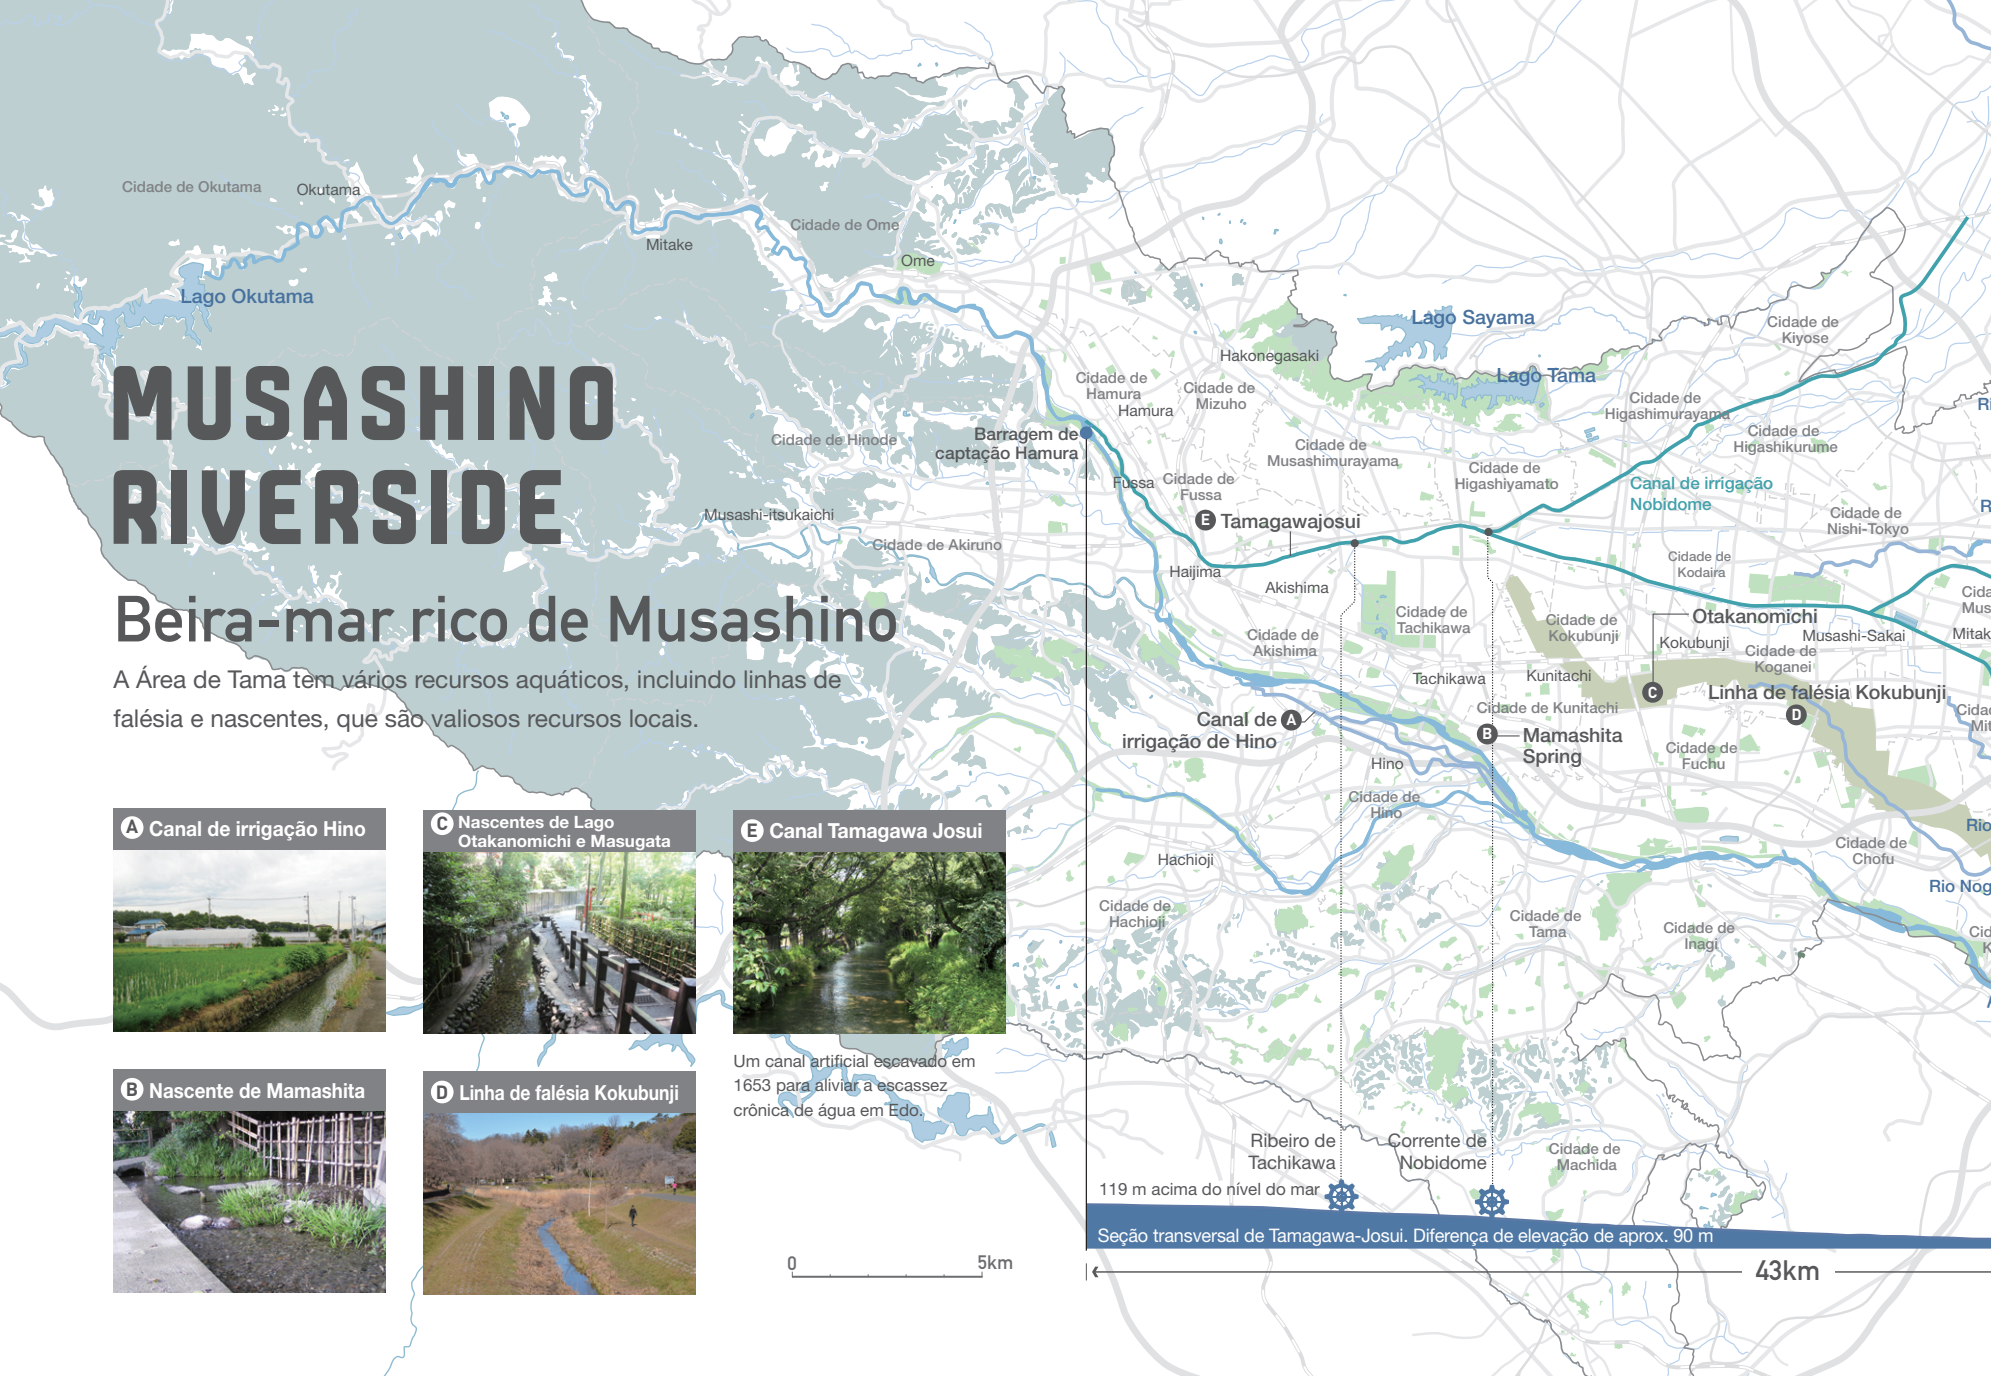 MUSASHINO
RIVERSIDE
Beira-mar rico de Musashino
A Área de Tama tem vários recursos aquáticos, incluindo linhas de
falésia e nascentes, que são valiosos recursos locais.
A Canal de irrigação Hino
C Nascentes de Lago
Otakanomichi e Masugata
E Canal Tamagawa Josui
Um canal artificial escavado em
1653 para aliviar a escassez
crônica de água em Edo.
B Nascente de Mamashita
D Linha de falésia Kokubunji
0 5km
Cidade de Okutama
Okutama
Lago Okutama
Mitake
Cidade de Ome
Ome
Cidade de Hinode
Musashi-itsukaichi
Cidade de Akiruno
Barragem de
captação Hamura
Cidade de
Hamura
Hamura
Cidade de
Mizuho
Hakonegasaki
Lago Sayama
Lago Tama
Cidade de
Kiyose
Cidade de
Higashimurayama
Cidade de
Higashikurume
Cidade de
Musashimurayama
Cidade de
Higashiyamato
Canal de irrigação
Nobidome
Cidade de
Nishi-Tokyo
Fussa
Cidade de
Fussa
E Tamagawajosui
Haijima
Akishima
Cidade de
Kodaira
Cidade de
Akishima
Cidade de
Tachikawa
Tachikawa
Cidade de
Kokubunji
Otakanomichi
Kokubunji
Musashi-Sakai
Cidade de
Koganei
Kunitachi
C
Linha de falésia Kokubunji
D
Cidade de Kunitachi
Canal de A
irrigação de Hino
B Mamashita
Spring
Cidade de
Fuchu
Hino
Cidade de
Hino
Hachioji
Cidade de
Hachioji
Cidade de
Chofu
Cidade de
Tama
Cidade de
Inagi
Rio Nog
Rio
Ri
R
Cida
Mus
Mitak
Cidad
Mit
Cid
K
Ribeiro de
Tachikawa
Corrente de
Nobidome
Cidade de
Machida
119 m acima do nível do mar
Seção transversal de Tamagawa-Josui. Diferença de elevação de aprox. 90 m
43km